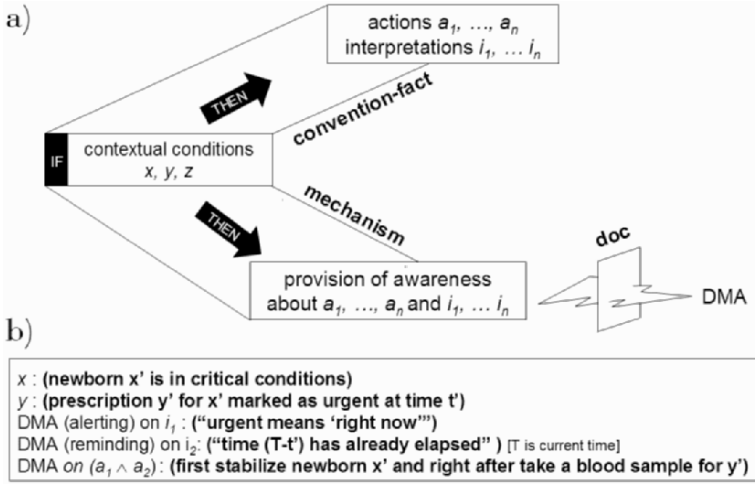 a)
actions a1, …, an
interpretations i1, … in
THEN
convention-fact
IF
contextual conditions
x, y, z
mechanism
THEN
doc
provision of awareness
about a1, …, an and i1, … in
DMA
b)
x : (newborn x’ is in critical conditions)
y : (prescription y’ for x’ marked as urgent at time t’)
DMA (alerting) on i1 : (“urgent means ‘right now’”)
DMA (reminding) on i2: (“time (T-t’) has already elapsed” ) [T is current time]
DMA on (a1 ∧ a2) : (first stabilize newborn x’ and right after take a blood sample for y’)